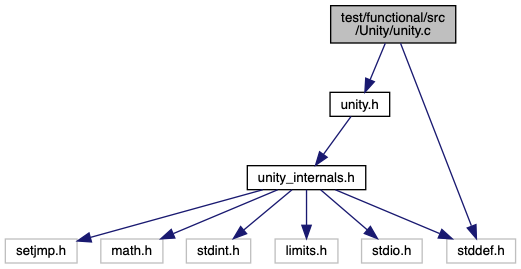 test/functional/src
/Unity/unity.c
unity.h
unity_internals.h
setjmp.h
math.h
stdint.h
limits.h
stdio.h
stddef.h